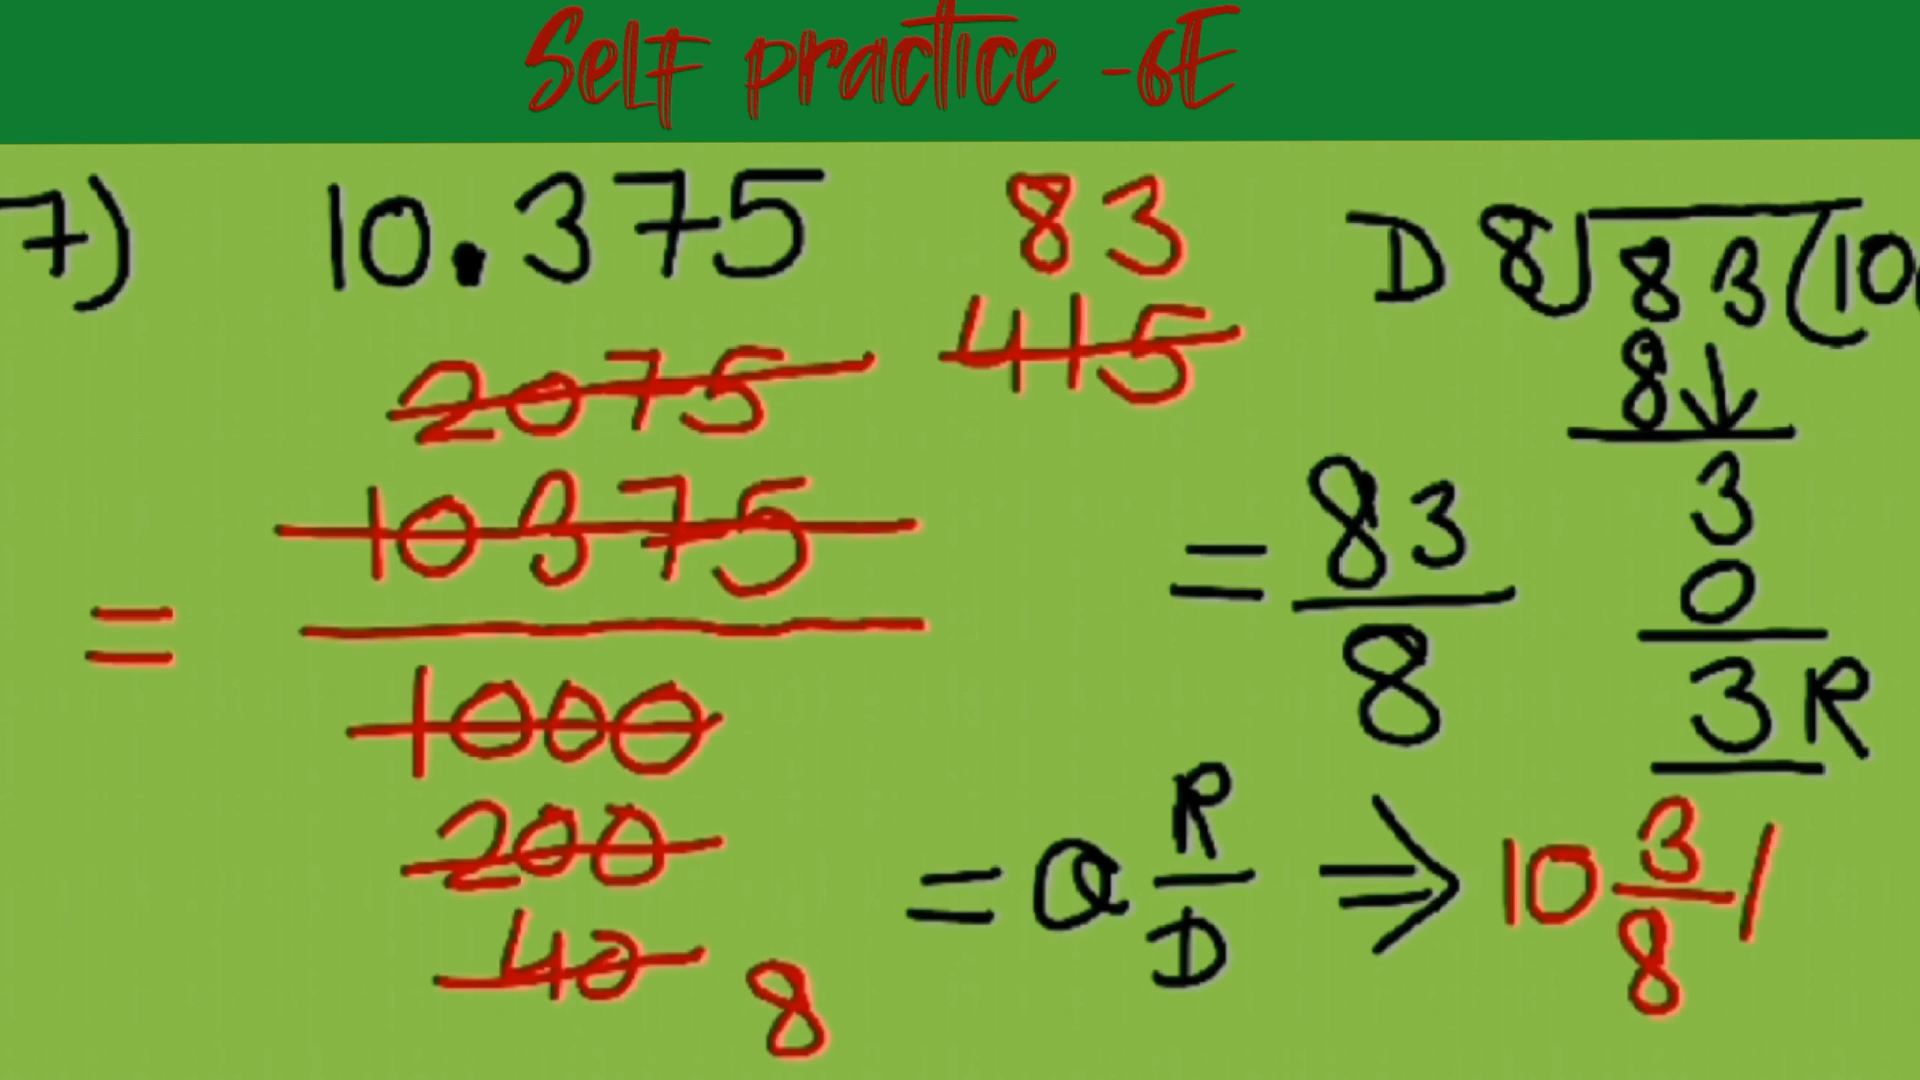 Self practice -6E
7) 10.375
2075
10375
=
1000
200
40
8
83
415
= 83
8
= Q R
D
⇒ 10 3/
8
D 8√83(10
8↓
3
0
3 R